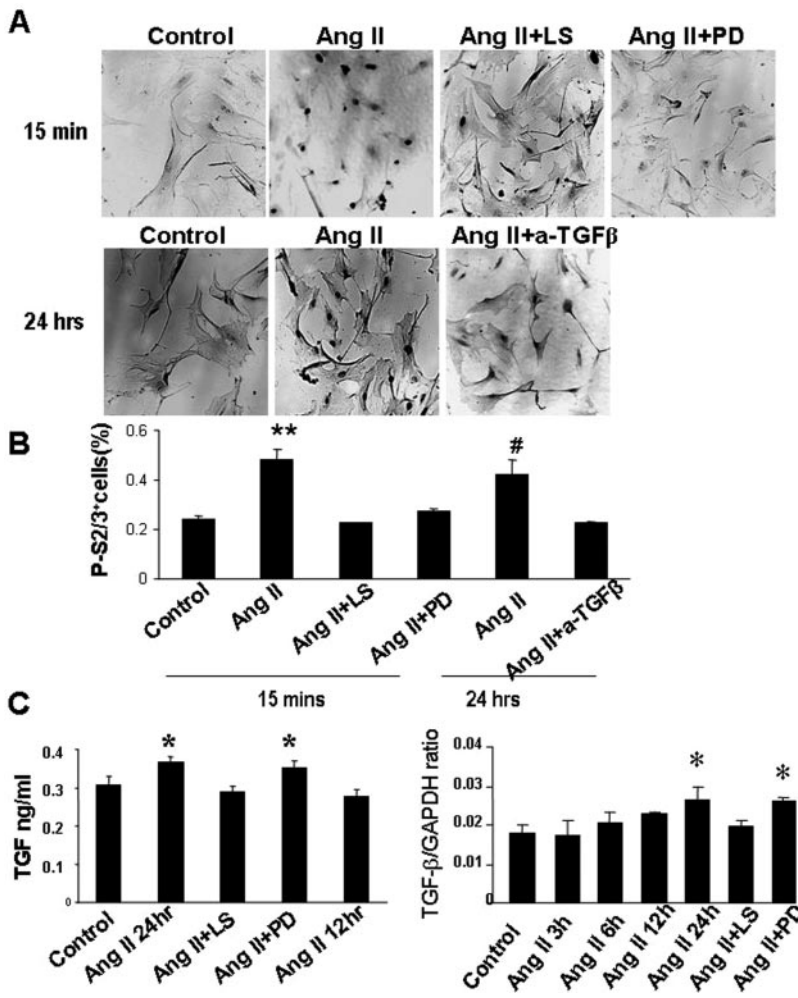 A
Control Ang II Ang II+LS Ang II+PD
15 min
Control Ang II Ang II+a-TGFβ
24 hrs
B
P-S2/3+cells(%)
0.6
0.4
0.2
0
** #
Control Ang II Ang II+LS Ang II+PD Ang II Ang II+a-TGFβ
15 mins 24 hrs
C
TGF ng/ml
0.4
0.3
0.2
0.1
0
* *
Control Ang II 24hr Ang II+LS Ang II+PD Ang II 12hr
TGF-β/GAPDH ratio
0.04
0.03
0.02
0.01
0
* *
Control Ang II 3h Ang II 6h Ang II 12h Ang II 24h Ang II+LS Ang II+PD